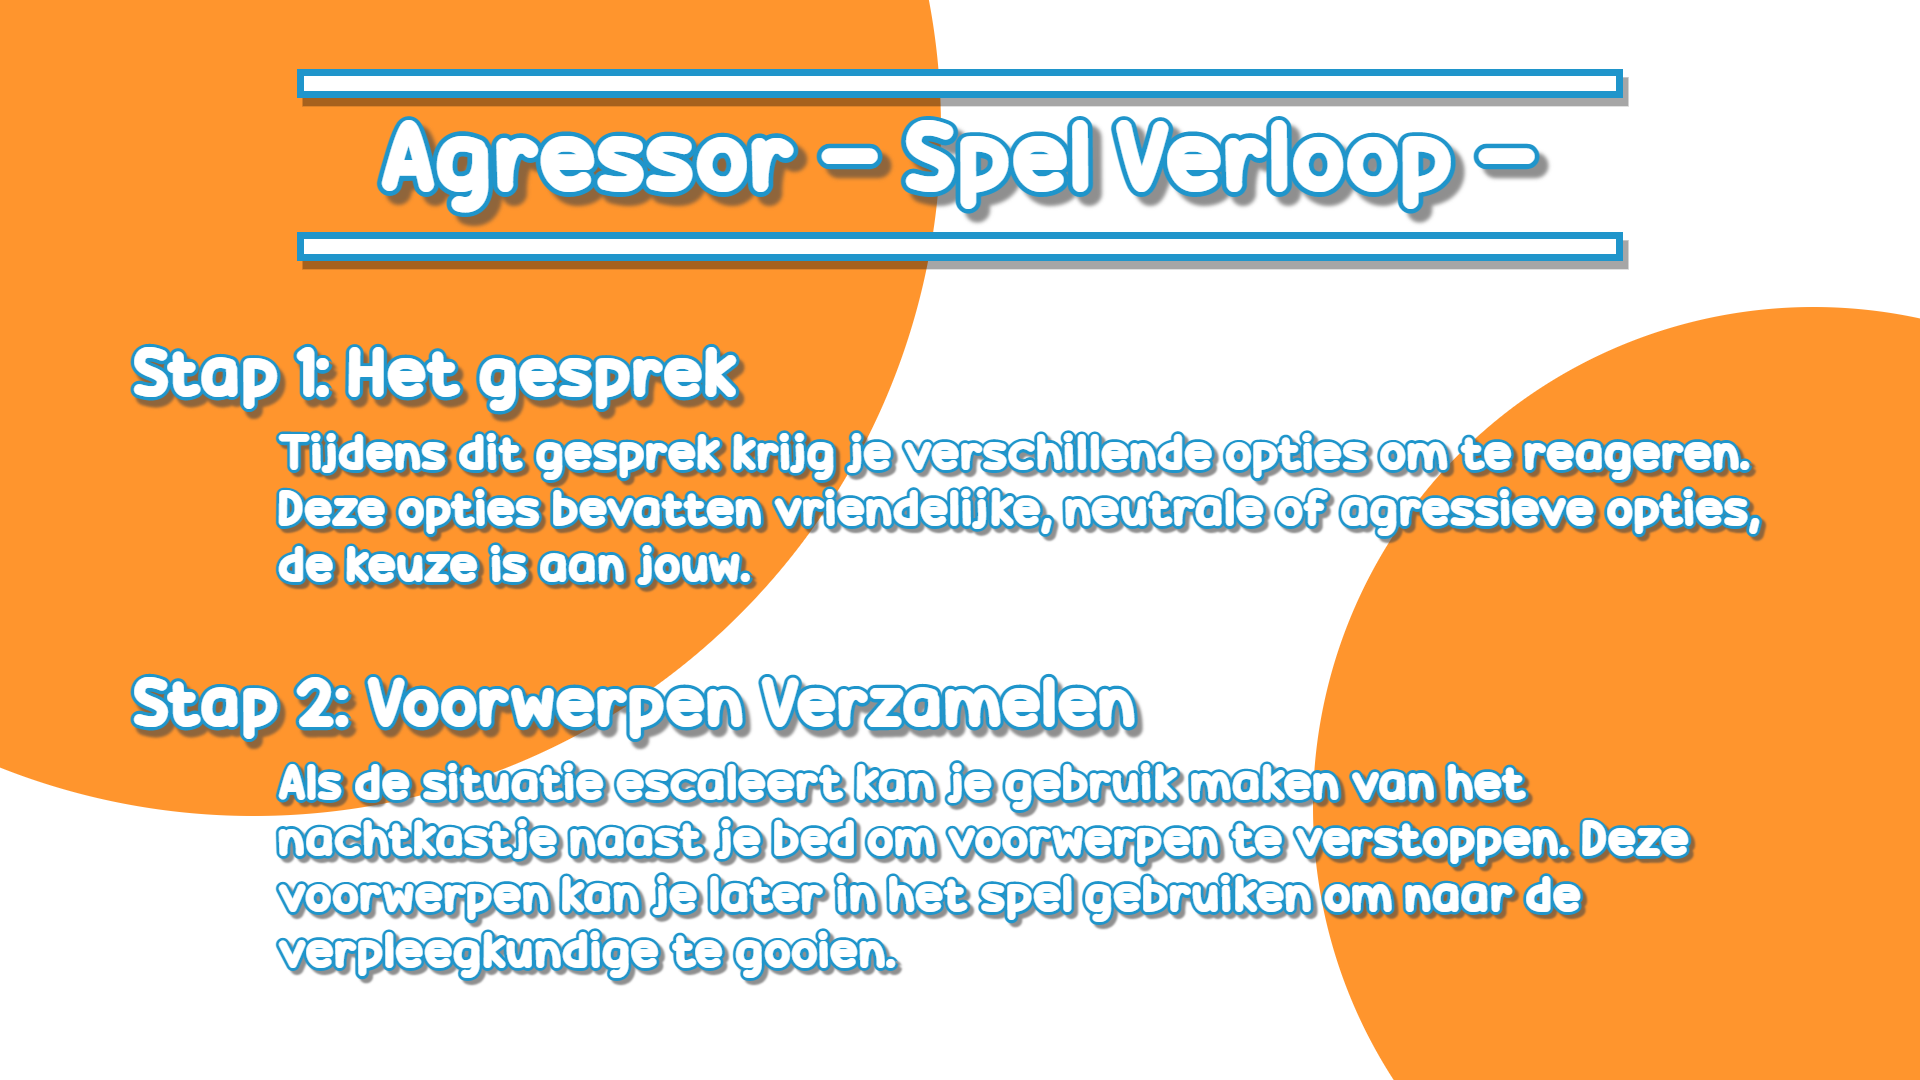 Agressor - Spel Verloop -
Stap 1: Het gesprek
Tijdens dit gesprek krijg je verschillende opties om te reageren.
Deze opties bevatten vriendelijke, neutrale of agressieve opties,
de keuze is aan jouw.
Stap 2: Voorwerpen Verzamelen
Als de situatie escaleert kan je gebruik maken van het
nachtkastje naast je bed om voorwerpen te verstoppen. Deze
voorwerpen kan je later in het spel gebruiken om naar de
verpleegkundige te gooien.